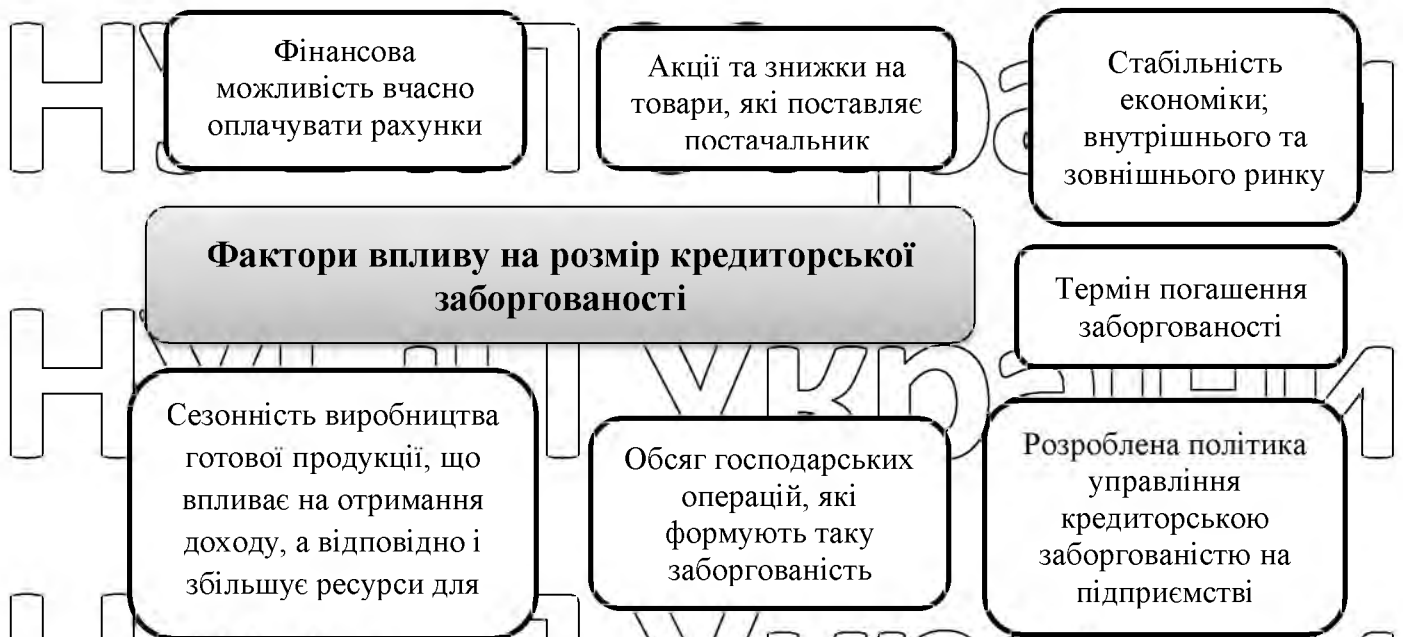 Фінансова
можливість вчасно
оплачувати рахунки
Акції та знижки на
товари, які поставляє
постачальник
Стабільність
економіки;
внутрішнього та
зовнішнього ринку
Фактори впливу на розмір кредиторської
заборгованості
Термін погашення
заборгованості
Сезонність виробництва
готової продукції, що
впливає на отримання
доходу, а відповідно і
збільшує ресурси для
Обсяг господарських
операцій, які
формують таку
заборгованість
Розроблена політика
управління
кредиторською
заборгованістю на
підприємстві